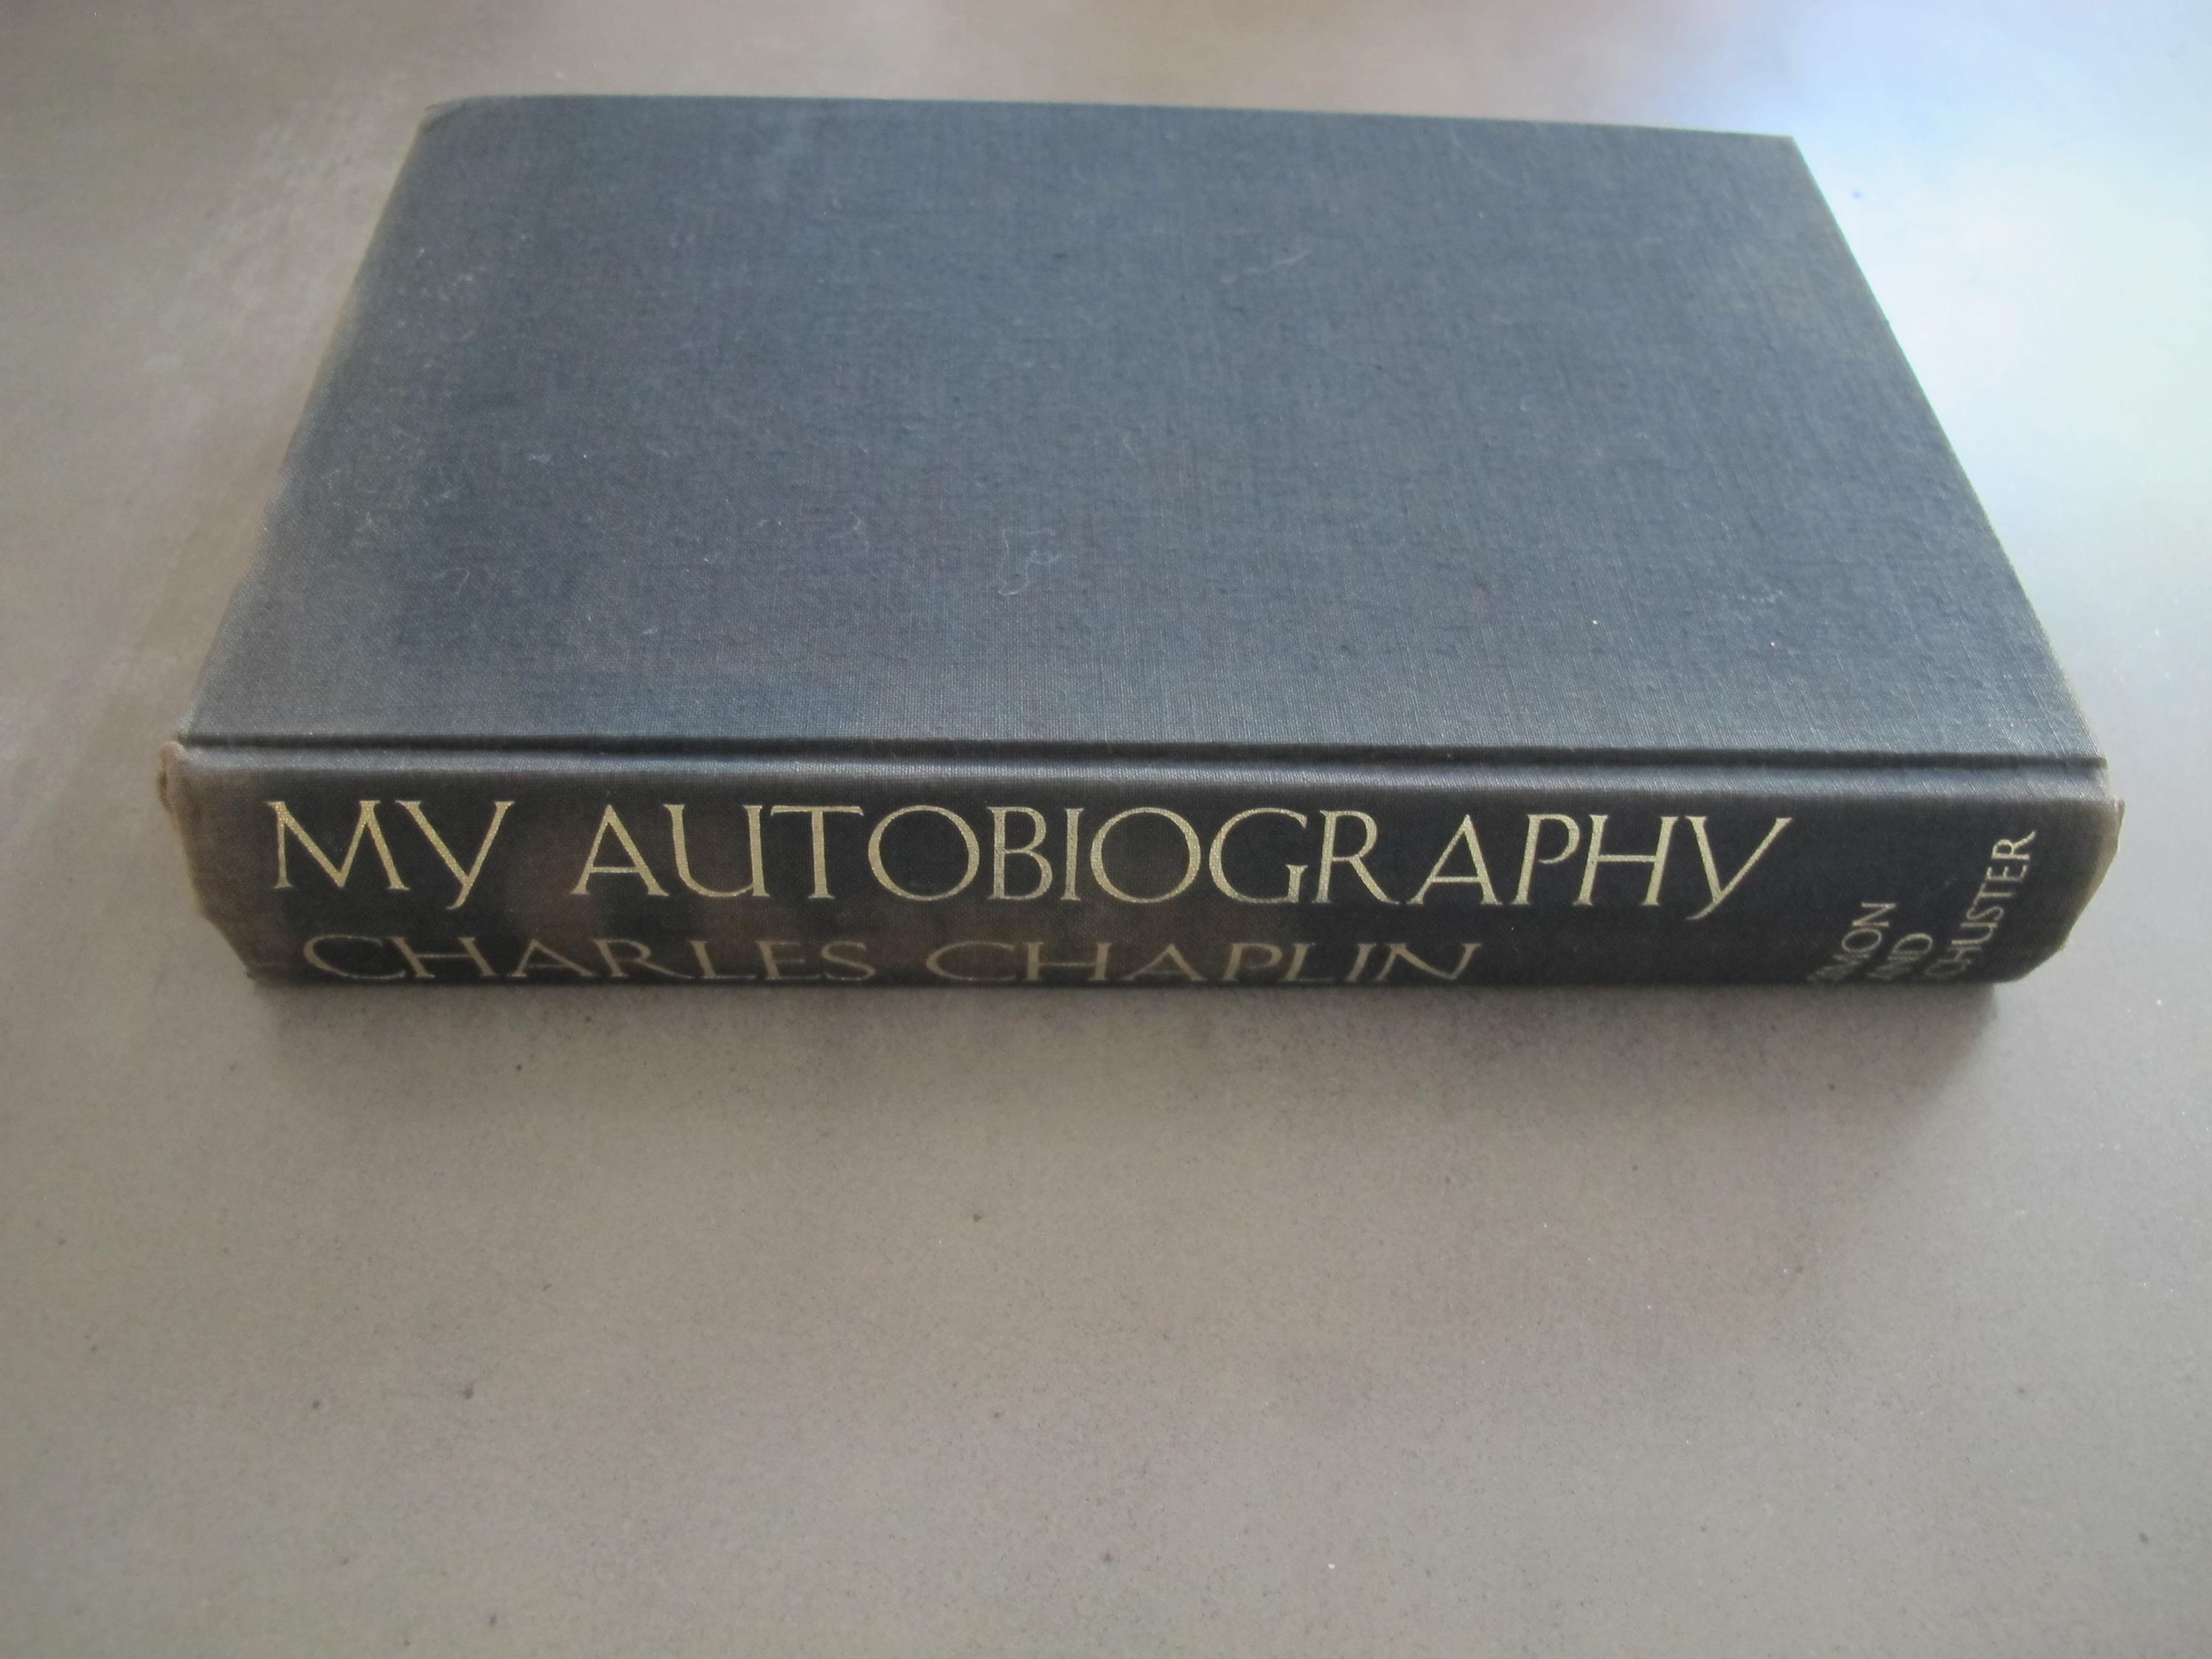 MY AUTOBIOGRAPHY
CHARLES CHAPLIN
SIMON
AND
SCHUSTER